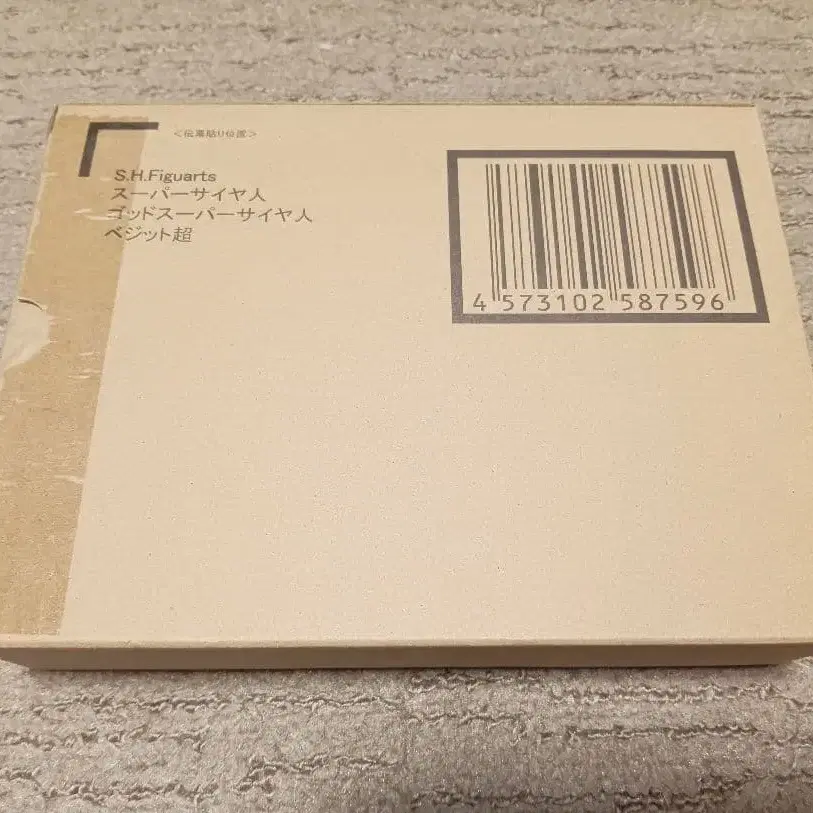 <伝票貼り位置>
S.H.Figuarts
スーパーサイヤ人
ゴッドスーパーサイヤ人
ベジット超
4 573102 587596